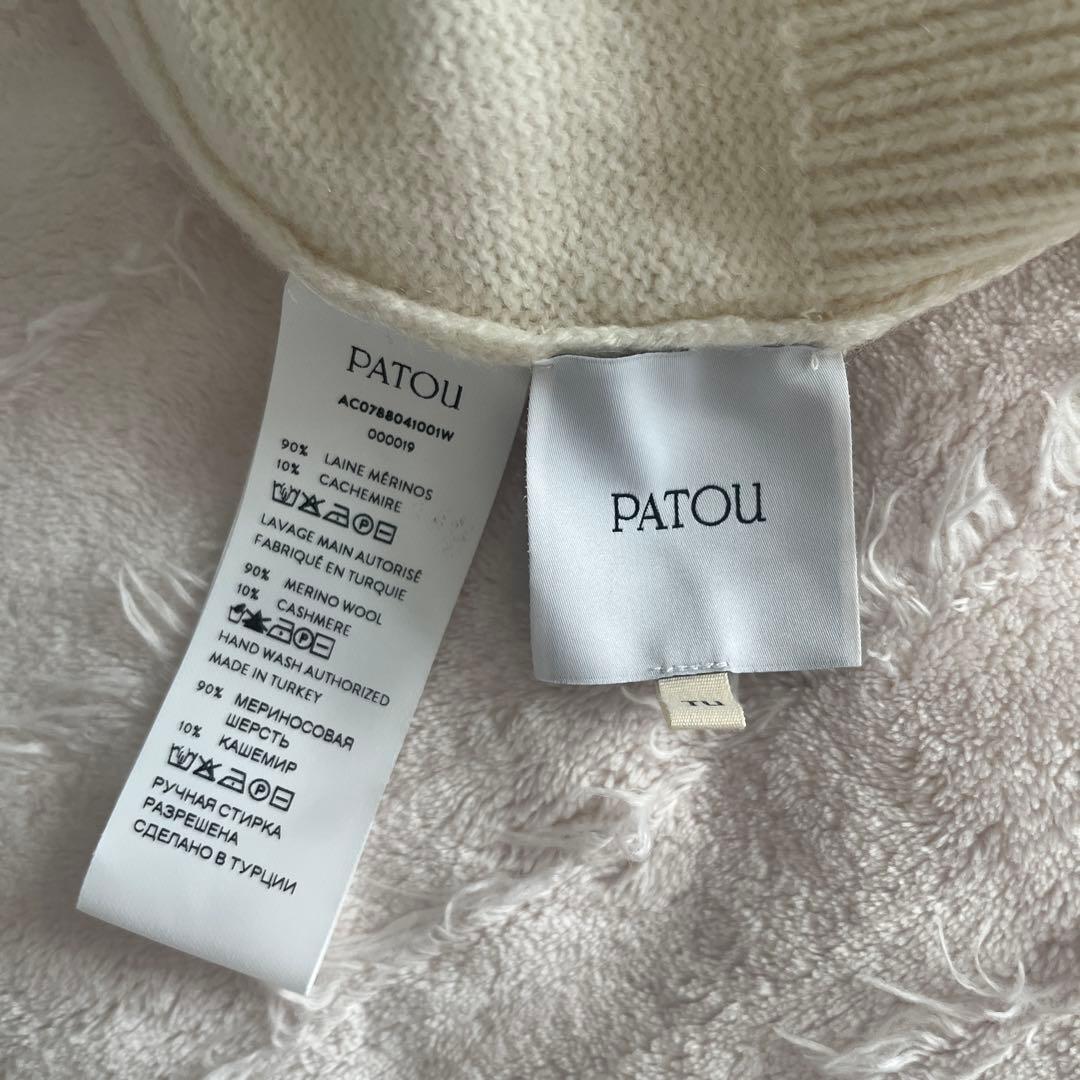 PATOU
AC0788041001W
000019
90% LAINE MÉRINOS
10% CACHEMIRE
P
LAVAGE MAIN AUTORISÉ
FABRIQUÉ EN TURQUIE
90% MERINO WOOL
10% CASHMERE
P
HAND WASH AUTHORIZED
MADE IN TURKEY
90% МЕРИНОСОВАЯ
ШЕРСТЬ
10% КАШЕМИР
P
РУЧНАЯ СТИРКА
РАЗРЕШЕНА
СДЕЛАНО В ТУРЦИИ
PATOU
TU